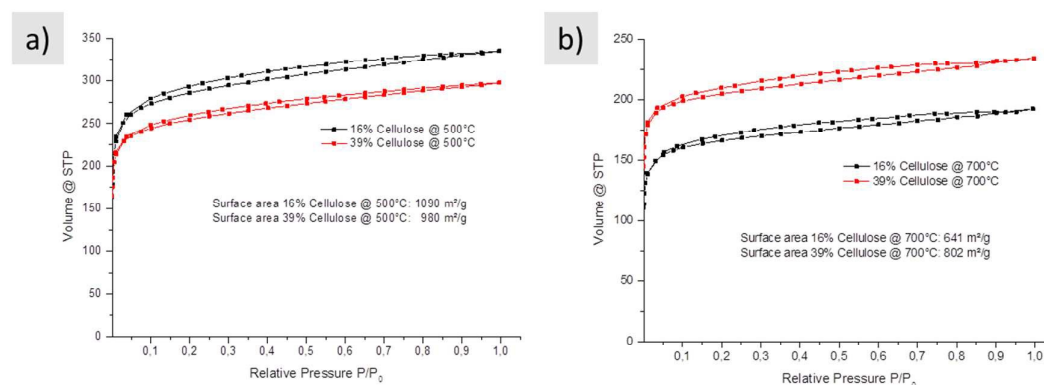 a)
350
300
250
200
150
100
50
0
Volume @ STP
16% Cellulose @ 500°C
39% Cellulose @ 500°C
Surface area 16% Cellulose @ 500°C: 1090 m²/g
Surface area 39% Cellulose @ 500°C: 980 m²/g
0,1 0,2 0,3 0,4 0,5 0,6 0,7 0,8 0,9 1,0
Relative Pressure P/P₀
b)
250
200
150
100
50
0
Volume @ STP
16% Cellulose @ 700°C
39% Cellulose @ 700°C
Surface area 16% Cellulose @ 700°C: 641 m²/g
Surface area 39% Cellulose @ 700°C: 802 m²/g
0,1 0,2 0,3 0,4 0,5 0,6 0,7 0,8 0,9 1,0
Relative Pressure P/P₀